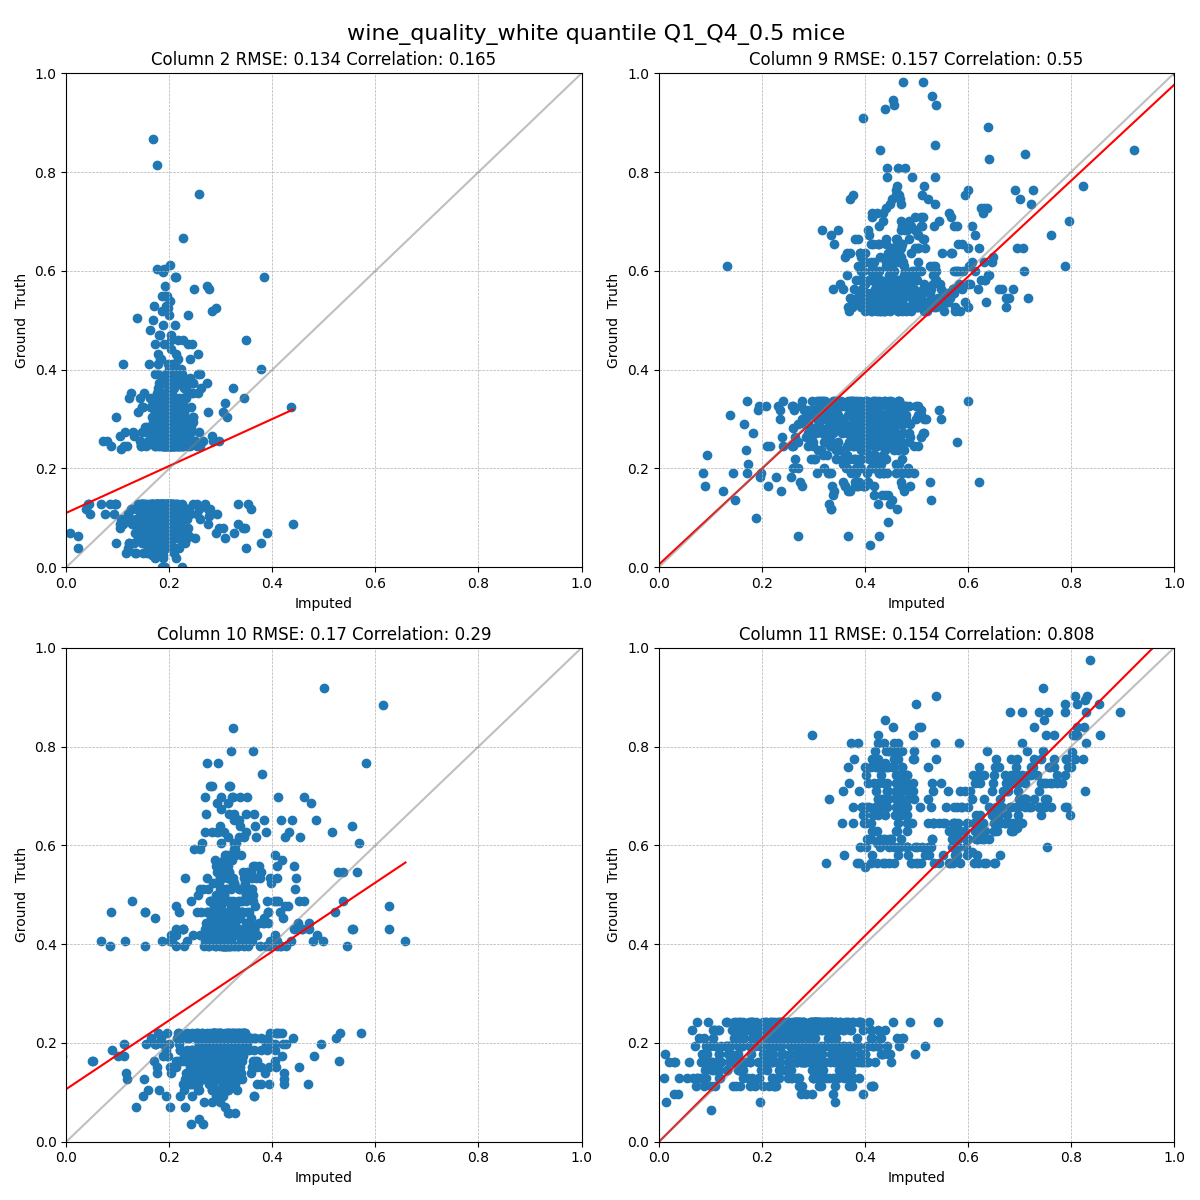 wine_quality_white quantile Q1_Q4_0.5 mice
Column 2 RMSE: 0.134 Correlation: 0.165
Column 9 RMSE: 0.157 Correlation: 0.55
1.0
0.8
0.6
0.4
0.2
0.0
Ground Truth
0.0 0.2 0.4 0.6 0.8 1.0
Imputed
1.0
0.8
0.6
0.4
0.2
0.0
Ground Truth
0.0 0.2 0.4 0.6 0.8 1.0
Imputed
Column 10 RMSE: 0.17 Correlation: 0.29
Column 11 RMSE: 0.154 Correlation: 0.808
1.0
0.8
0.6
0.4
0.2
0.0
Ground Truth
0.0 0.2 0.4 0.6 0.8 1.0
Imputed
1.0
0.8
0.6
0.4
0.2
0.0
Ground Truth
0.0 0.2 0.4 0.6 0.8 1.0
Imputed